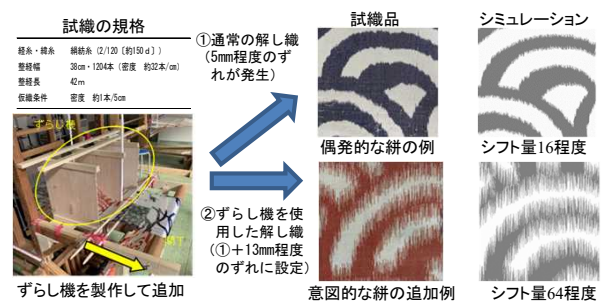 試織の規格
経糸・緯糸 絹紡糸（2/120〔約150ｄ〕）
整経幅 38cm・1204本（密度 約32本/cm）
整経長 42ｍ
仮織条件 密度 約1本/5cm
ずらし機
ずらし機を製作して追加
①通常の解し織
（5mm程度のず
れが発生）
②ずらし機を使
用した解し織
（①＋13mm程度
のずれに設定）
試織品
偶発的な絣の例
意図的な絣の追加例
シミュレーション
シフト量16程度
シフト量64程度